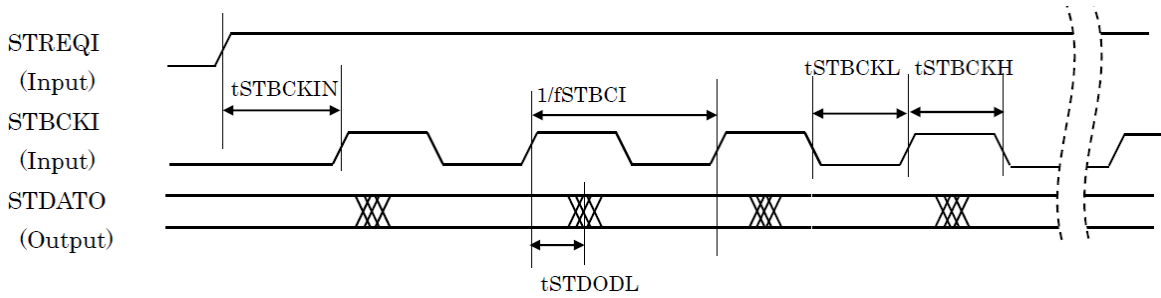 STREQI
(Input)
tSTBCKIN
1/fSTBCI
tSTBCKL
tSTBCKH
STBCKI
(Input)
STDATO
(Output)
tSTDODL